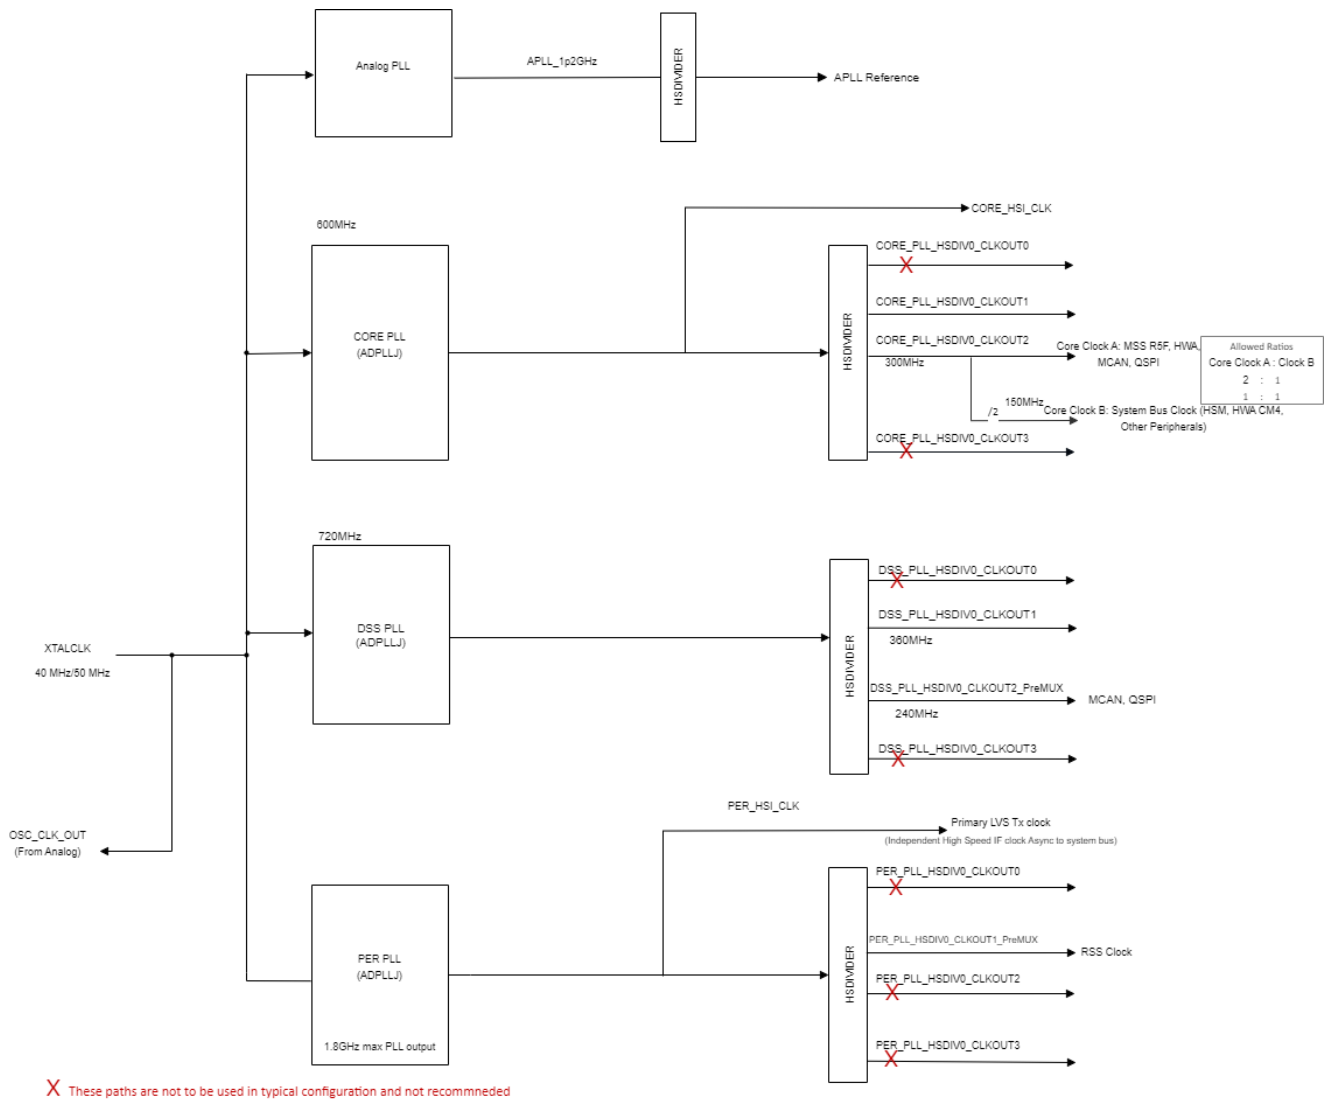 Analog PLL
APLL_1p2GHz
HSDIVIDER
APLL Reference
CORE_HSI_CLK
600MHz
CORE PLL
(ADPLLJ)
HSDIVIDER
CORE_PLL_HSDIV0_CLKOUT0
X
CORE_PLL_HSDIV0_CLKOUT1
CORE_PLL_HSDIV0_CLKOUT2
300MHz
Core Clock A: MSS R5F, HWA,
MCAN, QSPI
Allowed Ratios
Core Clock A : Clock B
2 : 1
1 : 1
/2
150MHz
Core Clock B: System Bus Clock (HSM, HWA CM4,
Other Peripherals)
CORE_PLL_HSDIV0_CLKOUT3
X
720MHz
DSS PLL
(ADPLLJ)
HSDIVIDER
DSS_PLL_HSDIV0_CLKOUT0
X
DSS_PLL_HSDIV0_CLKOUT1
360MHz
DSS_PLL_HSDIV0_CLKOUT2_PreMUX
240MHz
MCAN, QSPI
DSS_PLL_HSDIV0_CLKOUT3
X
XTALCLK
40 MHz/50 MHz
OSC_CLK_OUT
(From Analog)
PER_HSI_CLK
Primary LVS Tx clock
(Independent High Speed IF clock Async to system bus)
PER PLL
(ADPLLJ)
1.8GHz max PLL output
HSDIVIDER
PER_PLL_HSDIV0_CLKOUT0
X
PER_PLL_HSDIV0_CLKOUT1_PreMUX
RSS Clock
PER_PLL_HSDIV0_CLKOUT2
X
PER_PLL_HSDIV0_CLKOUT3
X
X These paths are not to be used in typical configuration and not recommneded